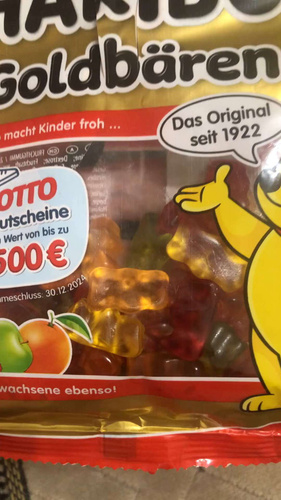 HARIBO
Goldbären
macht Kinder froh ...
Das Original
seit 1922
OTTO
utscheine
Wert von bis zu
500€
meschluss: 30.12.2024
wachsene ebenso!